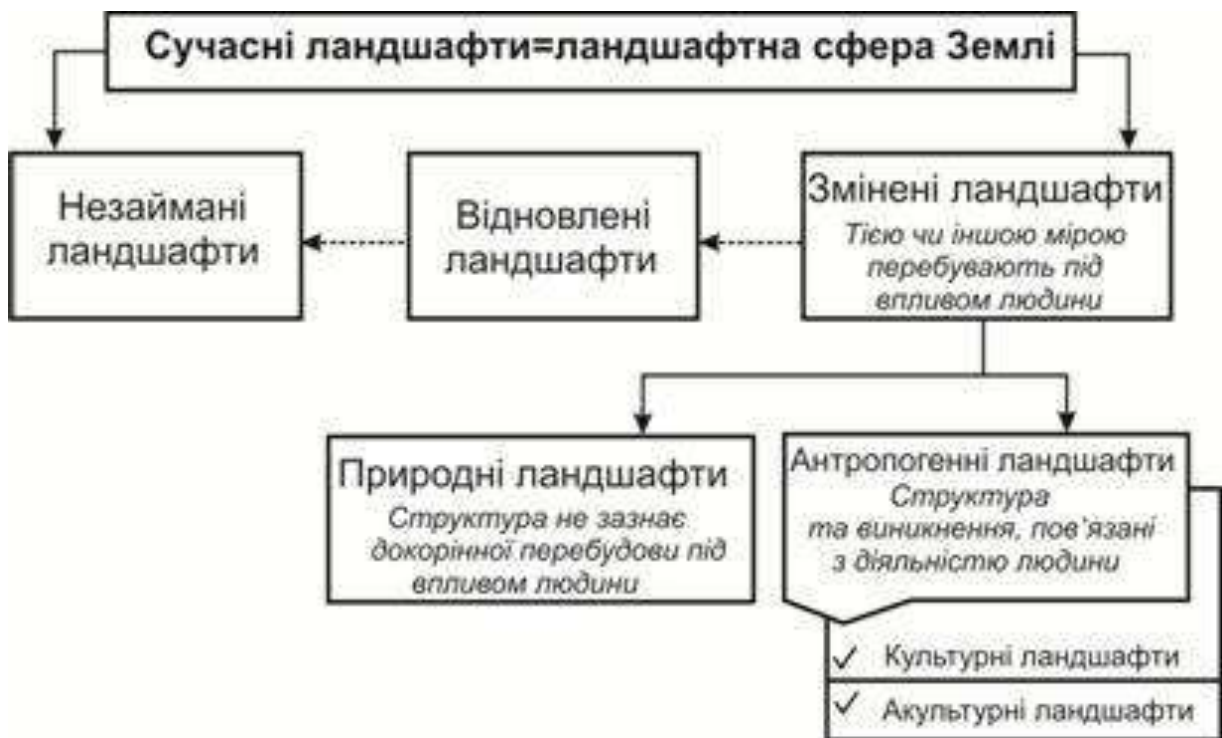 Сучасні ландшафти=ландшафтна сфера Землі
Незаймані
ландшафти
Відновлені
ландшафти
Змінені ландшафти
Тією чи іншою мірою
перебувають під
впливом людини
Природні ландшафти
Структура не зазнає
докорінної перебудови під
впливом людини
Антропогенні ландшафти
Структура
та виникнення, пов'язані
з діяльністю людини
Культурні ландшафти
Акультурні ландшафти